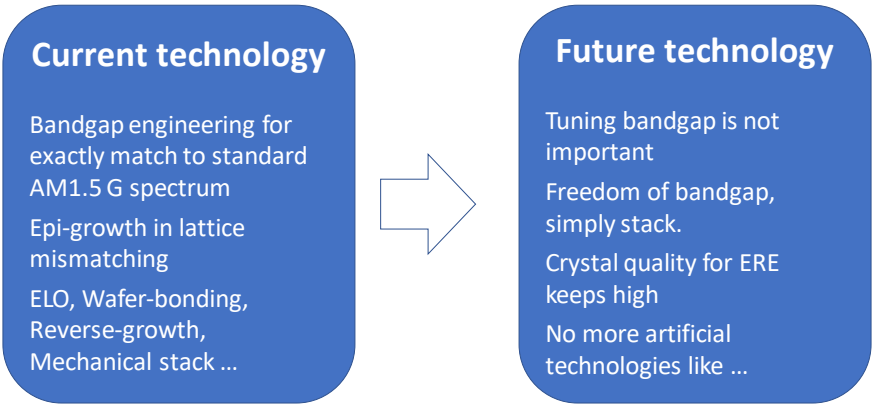 Current technology
Bandgap engineering for
exactly match to standard
AM1.5 G spectrum
Epi-growth in lattice
mismatching
ELO, Wafer-bonding,
Reverse-growth,
Mechanical stack ...
Future technology
Tuning bandgap is not
important
Freedom of bandgap,
simply stack.
Crystal quality for ERE
keeps high
No more artificial
technologies like ...